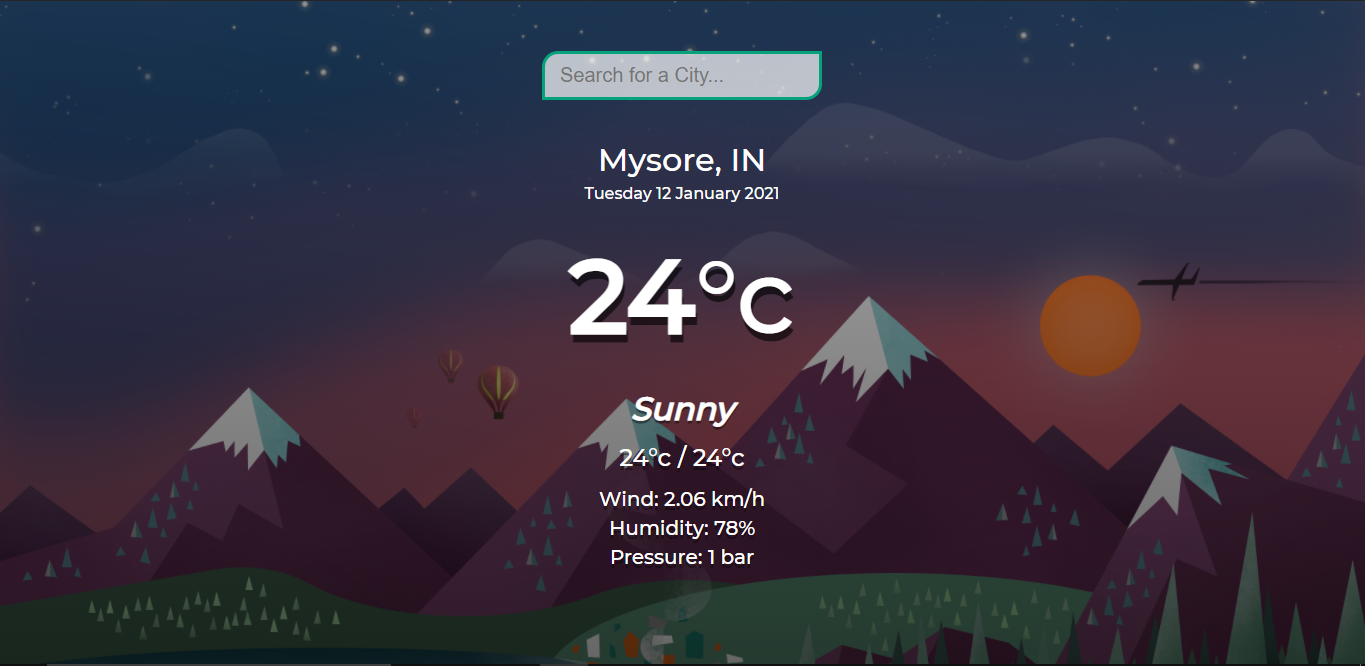 Search for a City...
Mysore, IN
Tuesday 12 January 2021
24°c
Sunny
24°c / 24°c
Wind: 2.06 km/h
Humidity: 78%
Pressure: 1 bar